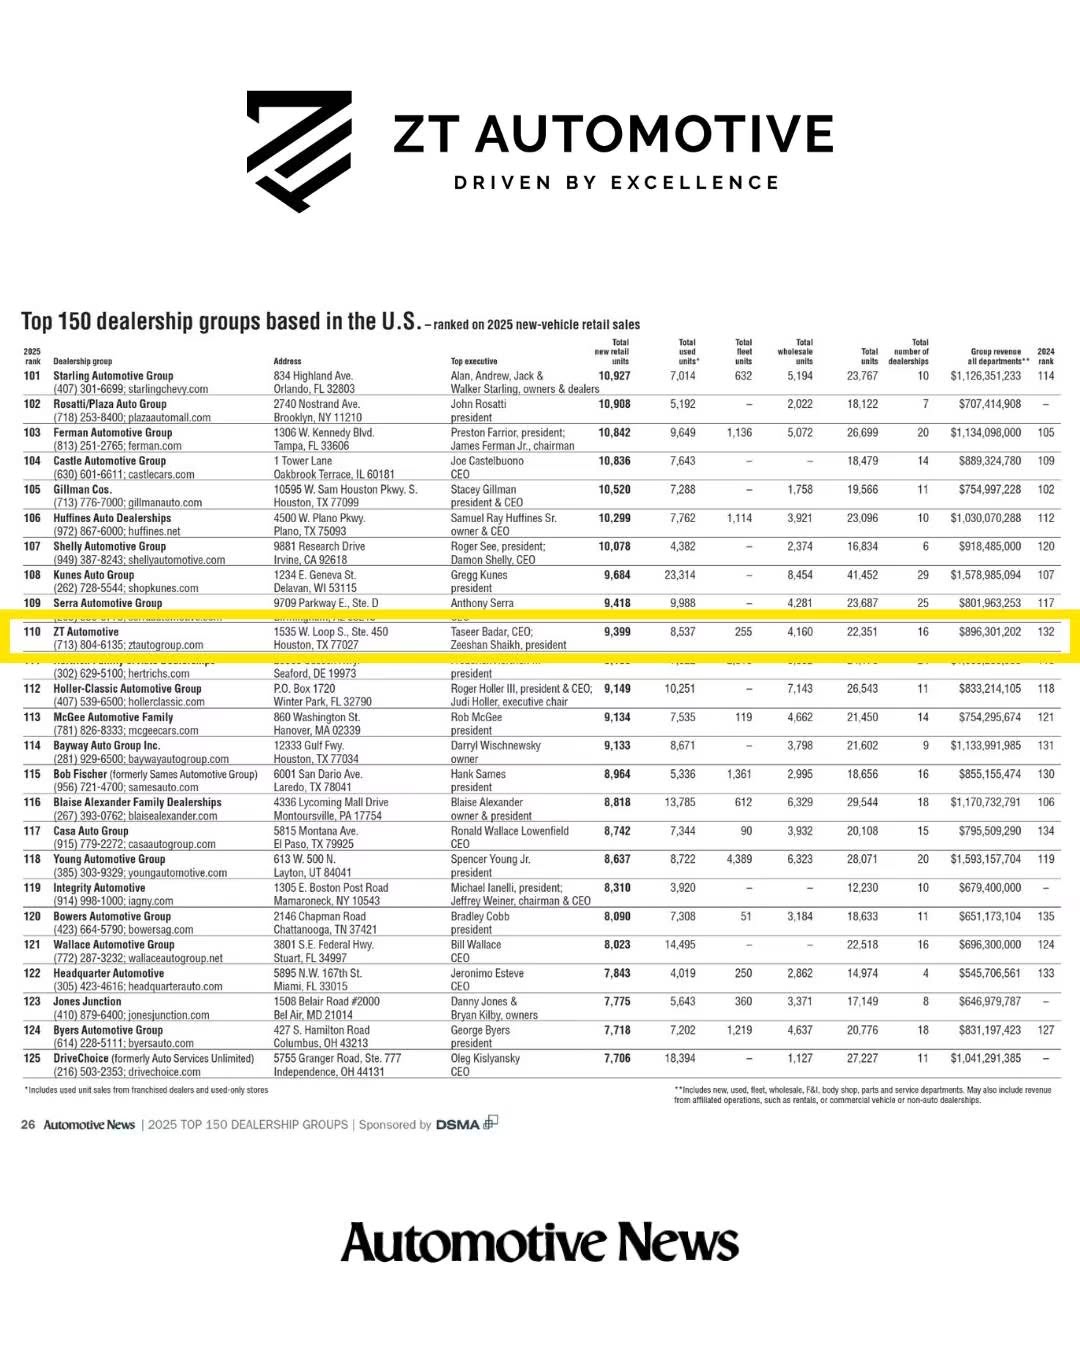 ZT AUTOMOTIVE
DRIVEN BY EXCELLENCE
Top 150 dealership groups based in the U.S. – ranked on 2025 new-vehicle retail sales
2025 rank Dealership group Address Top executive Total new retail units Total used units* Total fleet units Total wholesale units Total units Total number of dealerships Group revenue all departments** 2024 rank
101 Starling Automotive Group 834 Highland Ave. Alan, Andrew, Jack & 10,927 7,014 632 5,194 23,767 10 $1,126,351,233 114
(407) 301-6699; starlingchevy.com Orlando, FL 32803 Walker Starling, owners & dealers
102 Rosatti/Plaza Auto Group 2740 Nostrand Ave. John Rosatti 10,908 5,192 – 2,022 18,122 7 $707,414,908 –
(718) 253-8400; plazaautomall.com Brooklyn, NY 11210 president
103 Ferman Automotive Group 1306 W. Kennedy Blvd. Preston Farrior, president; 10,842 9,649 1,136 5,072 26,699 20 $1,134,098,000 105
(813) 251-2765; ferman.com Tampa, FL 33606 James Ferman Jr., chairman
104 Castle Automotive Group 1 Tower Lane Joe Castelbuono 10,836 7,643 – – 18,479 14 $889,324,780 109
(630) 601-6611; castlecars.com Oakbrook Terrace, IL 60181 CEO
105 Gillman Cos. 10595 W. Sam Houston Pkwy. S. Stacey Gillman 10,520 7,288 – 1,758 19,566 11 $754,997,228 102
(713) 776-7000; gillmanauto.com Houston, TX 77099 president & CEO
106 Huffines Auto Dealerships 4500 W. Plano Pkwy. Samuel Ray Huffines Sr. 10,299 7,762 1,114 3,921 23,096 10 $1,030,070,288 112
(972) 867-6000; huffines.net Plano, TX 75093 owner & CEO
107 Shelly Automotive Group 9881 Research Drive Roger See, president; 10,078 4,382 – 2,374 16,834 6 $918,485,000 120
(949) 387-8243; shellyautomotive.com Irvine, CA 92618 Damon Shelly, CEO
108 Kunes Auto Group 1234 E. Geneva St. Gregg Kunes 9,684 23,314 – 8,454 41,452 29 $1,578,985,094 107
(262) 728-5544; shopkunes.com Delavan, WI 53115 president
109 Serra Automotive Group 9709 Parkway E., Ste. D Anthony Serra 9,418 9,988 – 4,281 23,687 25 $801,963,253 117
110 ZT Automotive 1535 W. Loop S., Ste. 450 Taseer Badar, CEO; 9,399 8,537 255 4,160 22,351 16 $896,301,202 132
(713) 804-6135; ztautogroup.com Houston, TX 77027 Zeeshan Shaikh, president
(302) 629-5100; hertrichs.com Seaford, DE 19973 president
112 Holler-Classic Automotive Group P.O. Box 1720 Roger Holler III, president & CEO; 9,149 10,251 – 7,143 26,543 11 $833,214,105 118
(407) 539-6500; hollerclassic.com Winter Park, FL 32790 Judi Holler, executive chair
113 McGee Automotive Family 860 Washington St. Rob McGee 9,134 7,535 119 4,662 21,450 14 $754,295,674 121
(781) 826-8333; mcgeecars.com Hanover, MA 02339 president
114 Bayway Auto Group Inc. 12333 Gulf Fwy. Darryl Wischnewsky 9,133 8,671 – 3,798 21,602 9 $1,133,991,985 131
(281) 929-6500; baywayautogroup.com Houston, TX 77034 owner
115 Bob Fischer (formerly Sames Automotive Group) 6001 San Dario Ave. Hank Sames 8,964 5,336 1,361 2,995 18,656 16 $855,155,474 130
(956) 721-4700; samesauto.com Laredo, TX 78041 president
116 Blaise Alexander Family Dealerships 4336 Lycoming Mall Drive Blaise Alexander 8,818 13,785 612 6,329 29,544 18 $1,170,732,791 106
(267) 393-0762; blaisealexander.com Montoursville, PA 17754 owner & president
117 Casa Auto Group 5815 Montana Ave. Ronald Wallace Lowenfield 8,742 7,344 90 3,932 20,108 15 $795,509,290 134
(915) 779-2272; casaautogroup.com El Paso, TX 79925 CEO
118 Young Automotive Group 613 W. 500 N. Spencer Young Jr. 8,637 8,722 4,389 6,323 28,071 20 $1,593,157,704 119
(385) 303-9329; youngautomotive.com Layton, UT 84041 president
119 Integrity Automotive 1305 E. Boston Post Road Michael Ianelli, president; 8,310 3,920 – – 12,230 10 $679,400,000 –
(914) 998-1000; iagny.com Mamaroneck, NY 10543 Jeffrey Weiner, chairman & CEO
120 Bowers Automotive Group 2146 Chapman Road Bradley Cobb 8,090 7,308 51 3,184 18,633 11 $651,173,104 135
(423) 664-5790; bowersag.com Chattanooga, TN 37421 president
121 Wallace Automotive Group 3801 S.E. Federal Hwy. Bill Wallace 8,023 14,495 – – 22,518 16 $696,300,000 124
(772) 287-3232; wallaceautogroup.net Stuart, FL 34997 CEO
122 Headquarter Automotive 5895 N.W. 167th St. Jeronimo Esteve 7,843 4,019 250 2,862 14,974 4 $545,706,561 133
(305) 423-4616; headquarterauto.com Miami, FL 33015 CEO
123 Jones Junction 1508 Belair Road #2000 Danny Jones & 7,775 5,643 360 3,371 17,149 8 $646,979,787 –
(410) 879-6400; jonesjunction.com Bel Air, MD 21014 Bryan Kilby, owners
124 Byers Automotive Group 427 S. Hamilton Road George Byers 7,718 7,202 1,219 4,637 20,776 18 $831,197,423 127
(614) 228-5111; byersauto.com Columbus, OH 43213 president
125 DriveChoice (formerly Auto Services Unlimited) 5755 Granger Road, Ste. 777 Oleg Kislyansky 7,706 18,394 – 1,127 27,227 11 $1,041,291,385 –
(216) 503-2353; drivechoice.com Independence, OH 44131 CEO
*Includes used unit sales from franchised dealers and used-only stores
**Includes new, used, fleet, wholesale, F&I, body shop, parts and service departments. May also include revenue
from affiliated operations, such as rentals, or commercial vehicle or non-auto dealerships.
26 Automotive News | 2025 TOP 150 DEALERSHIP GROUPS | Sponsored by DSMA
Automotive News